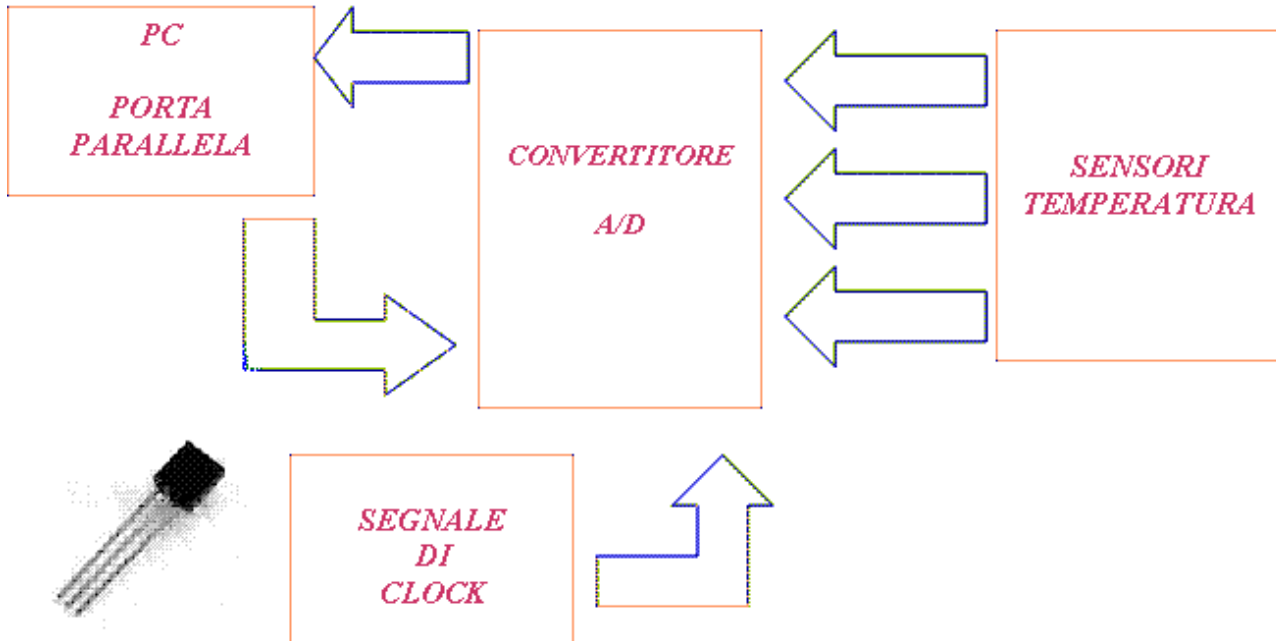 PC
PORTA
PARALLELA
CONVERTITORE
A/D
SENSORI
TEMPERATURA
SEGNALE
DI
CLOCK